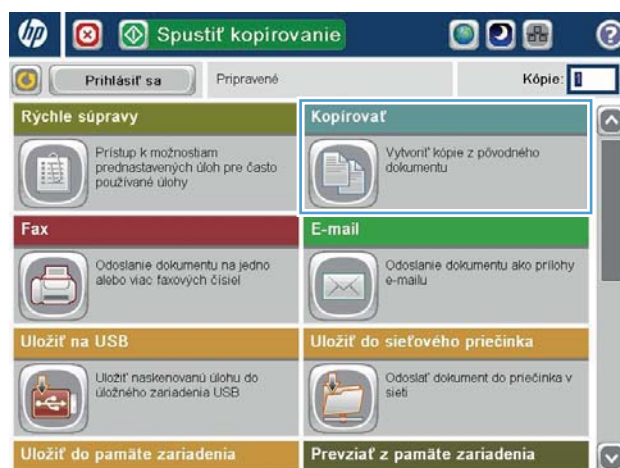 hp
Spustiť kopírovanie
?
Prihlásiť sa
Pripravené
Kópie: 1
Rýchle súpravy
Kopírovať
Prístup k možnostiam
prednastavených úloh pre často
používané úlohy
Vytvoriť kópie z pôvodného
dokumentu
Fax
E-mail
Odoslanie dokumentu na jedno
alebo viac faxových čísiel
Odoslanie dokumentu ako prílohy
e-mailu
Uložiť na USB
Uložiť do sieťového priečinka
Uložiť naskenovanú úlohu do
úložného zariadenia USB
Odoslať dokument do priečinka v
sieti
Uložiť do pamäte zariadenia
Prevziať z pamäte zariadenia